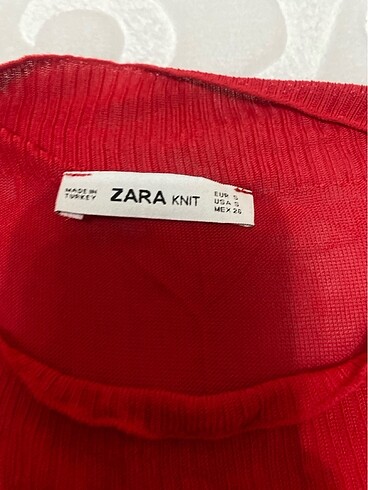 MADE IN
TURKEY
ZARA KNIT
EUR S
USA S
MEX 26